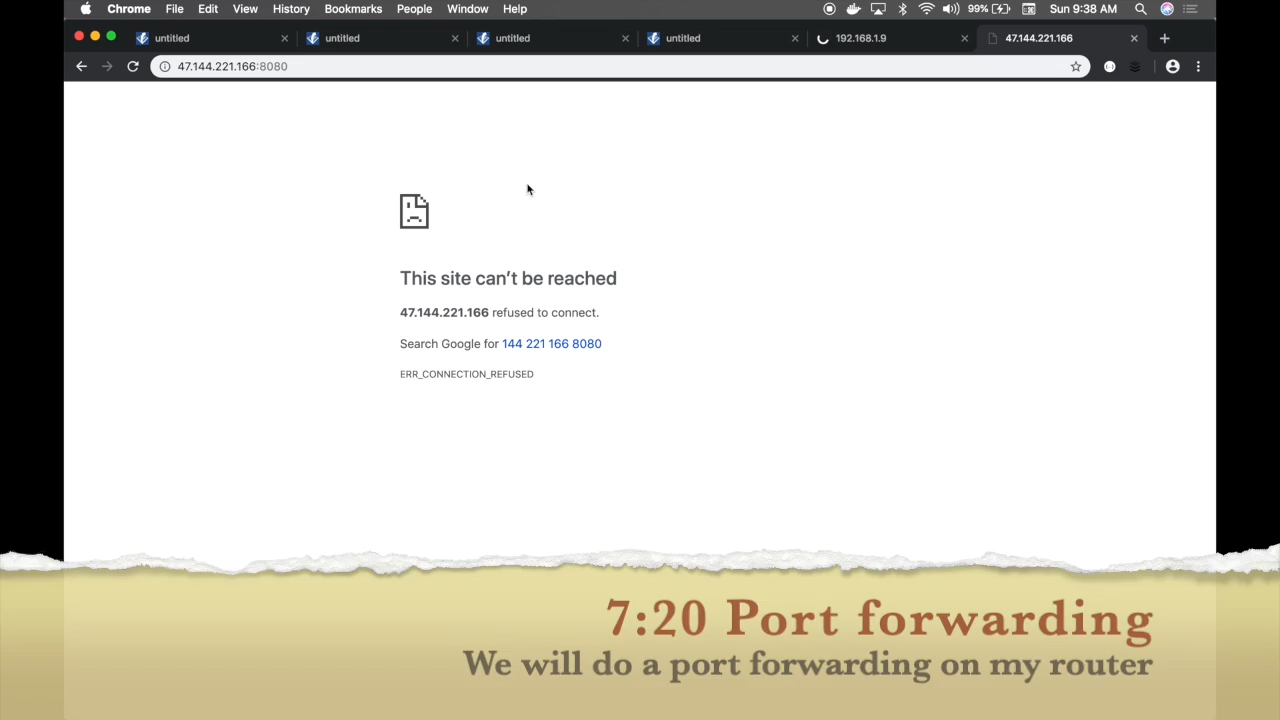 Chrome File Edit View History Bookmarks People Window Help 99% Sun 9:38 AM
untitled untitled untitled untitled 192.168.1.9 47.144.221.166
47.144.221.166:8080
This site can't be reached
47.144.221.166 refused to connect.
Search Google for 144 221 166 8080
ERR_CONNECTION_REFUSED
7:20 Port forwarding
We will do a port forwarding on my router